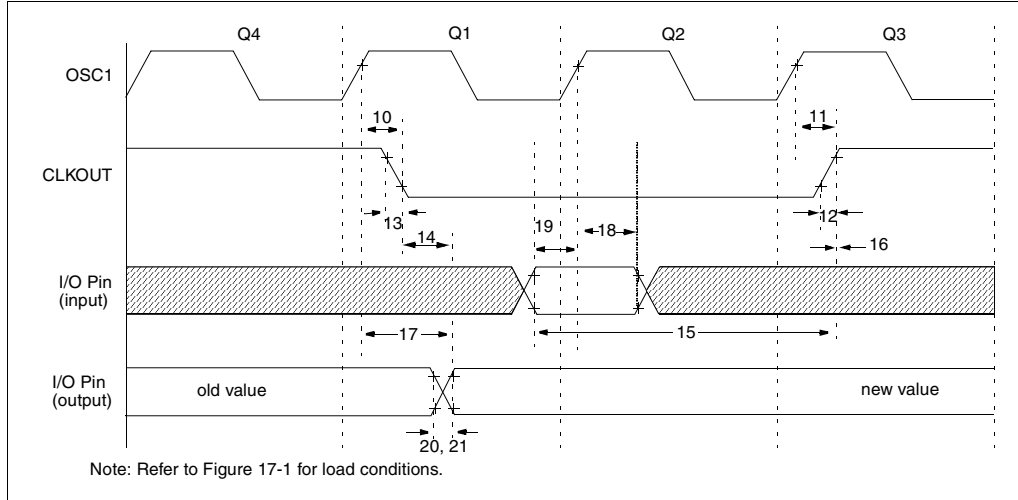 Q4 Q1 Q2 Q3
OSC1
10 11
CLKOUT
13 12
14 19 18 16
I/O Pin
(input)
17 15
I/O Pin
(output)
old value new value
20, 21
Note: Refer to Figure 17-1 for load conditions.